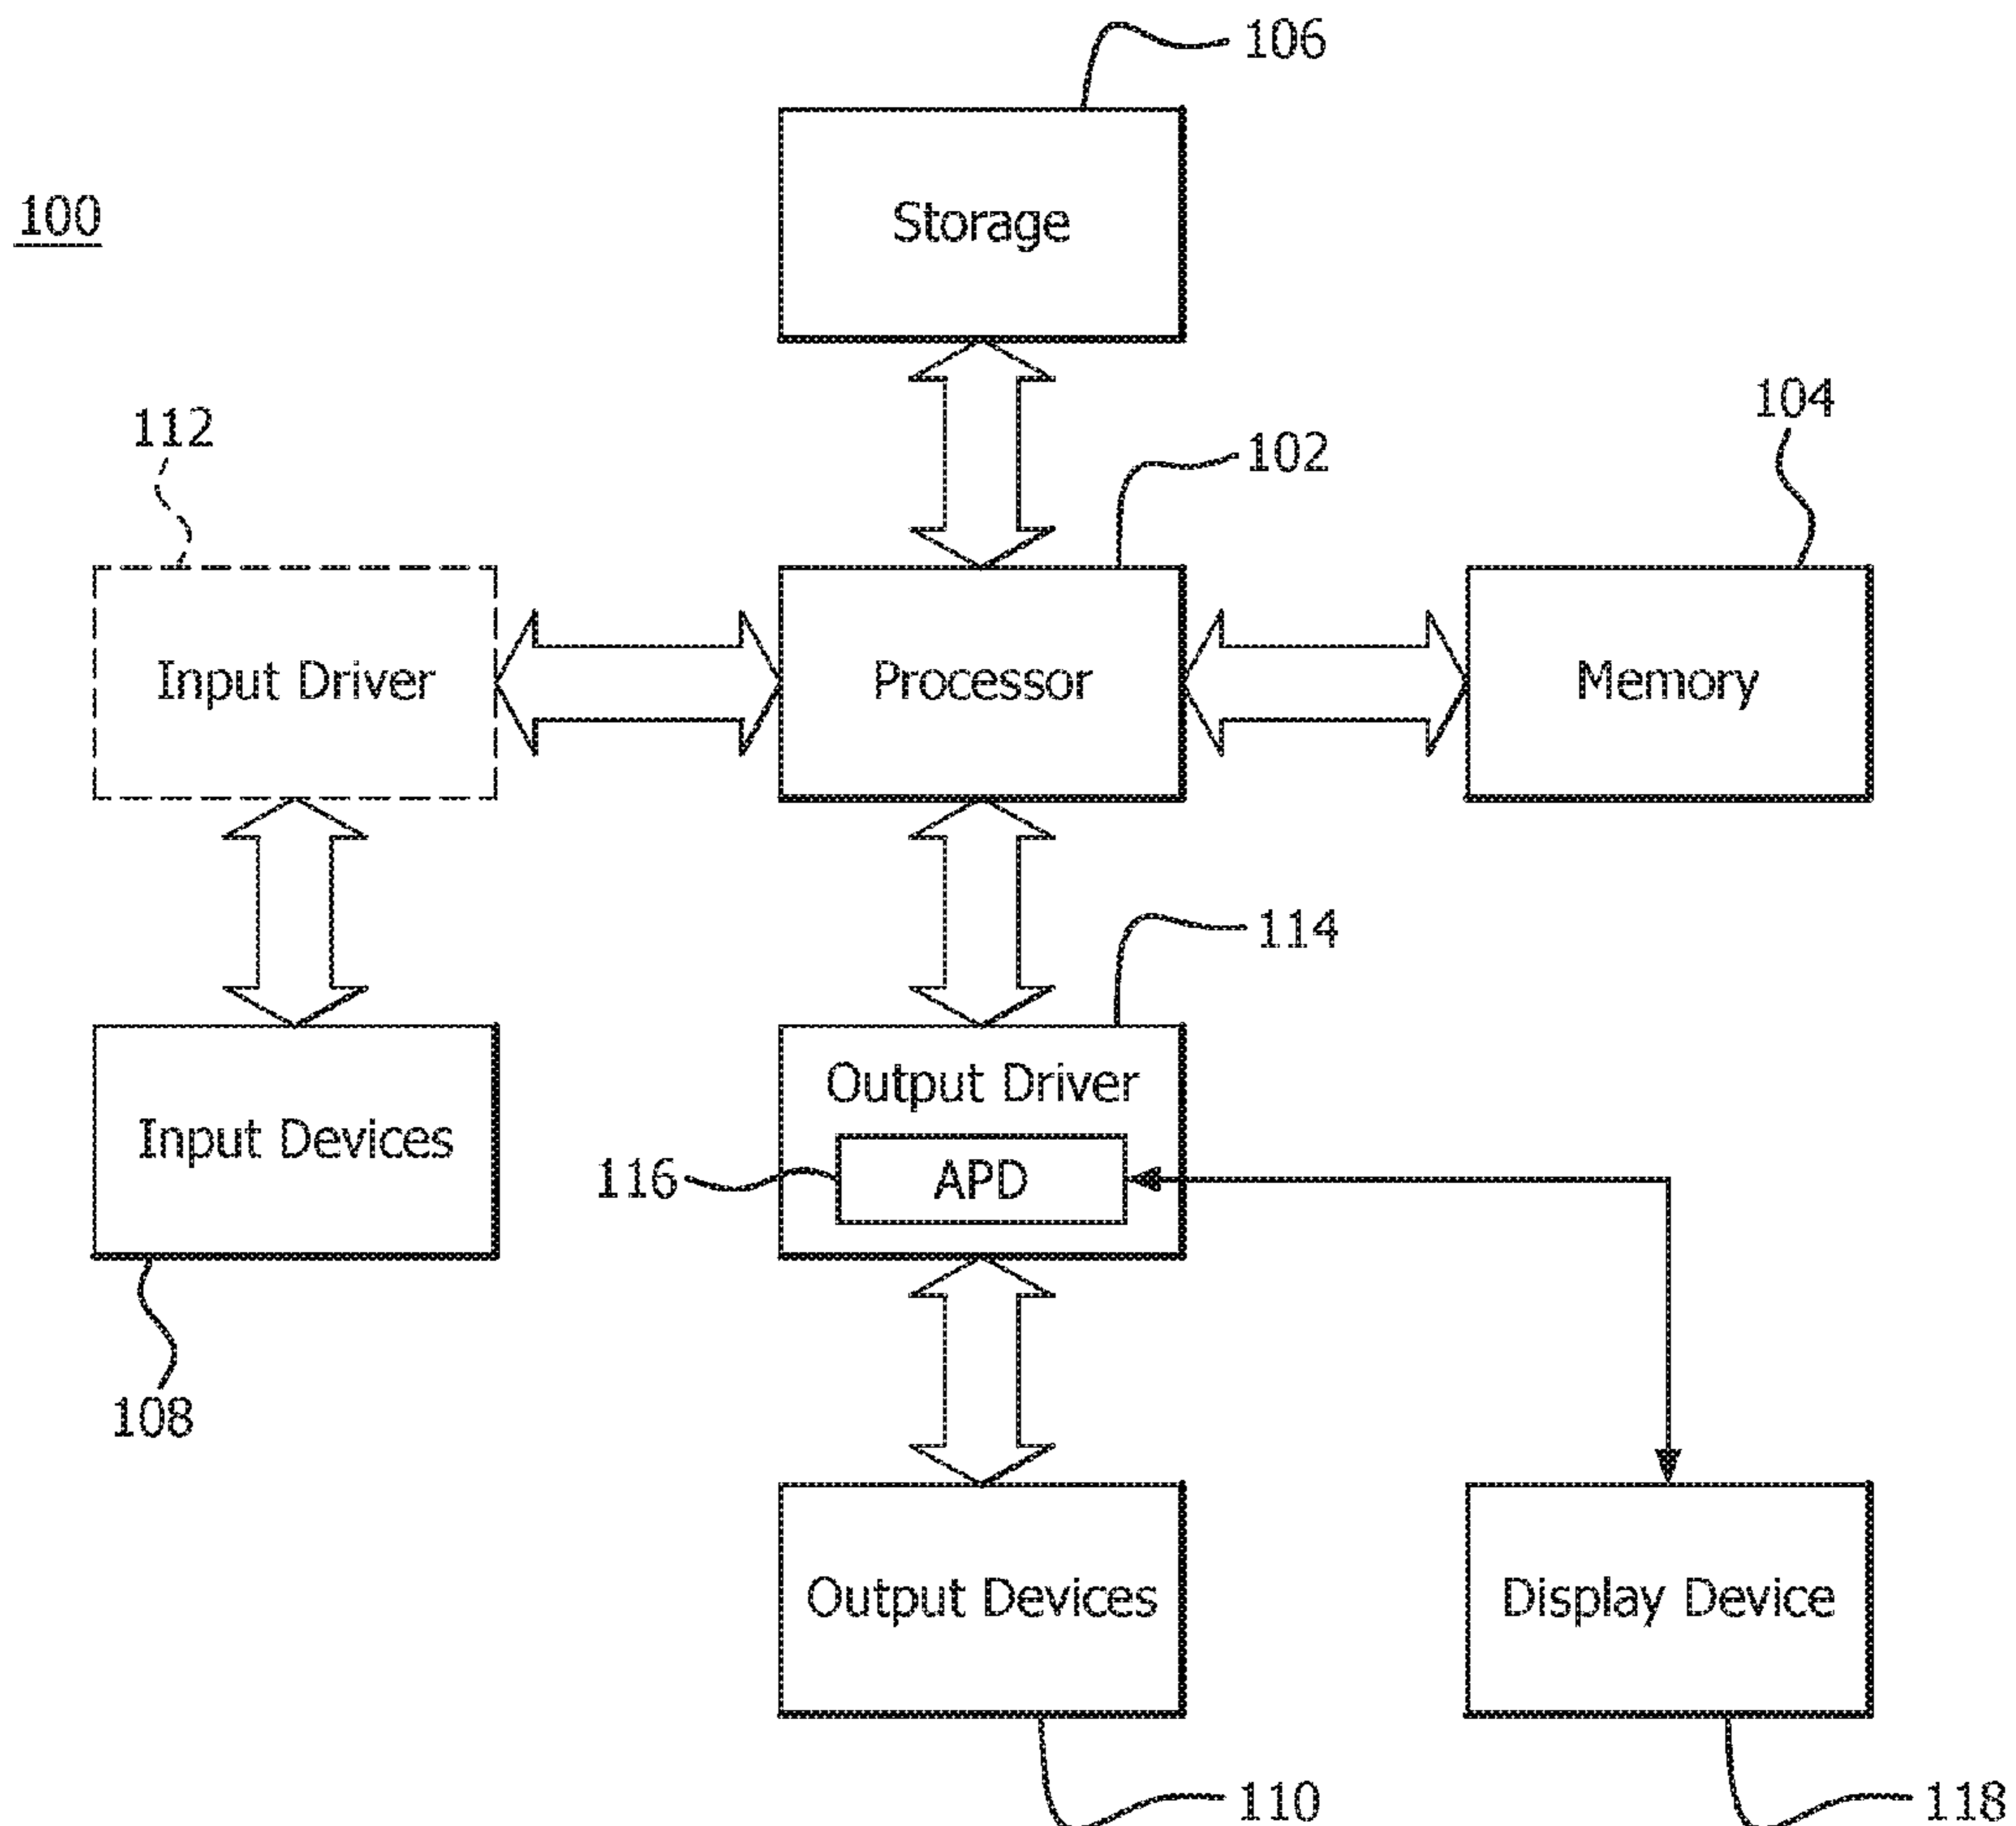 106
100
Storage
104
112
102
Input Driver
Processor
Memory
114
Output Driver
Input Devices
116
APD
108
Output Devices
Display Device
110
118